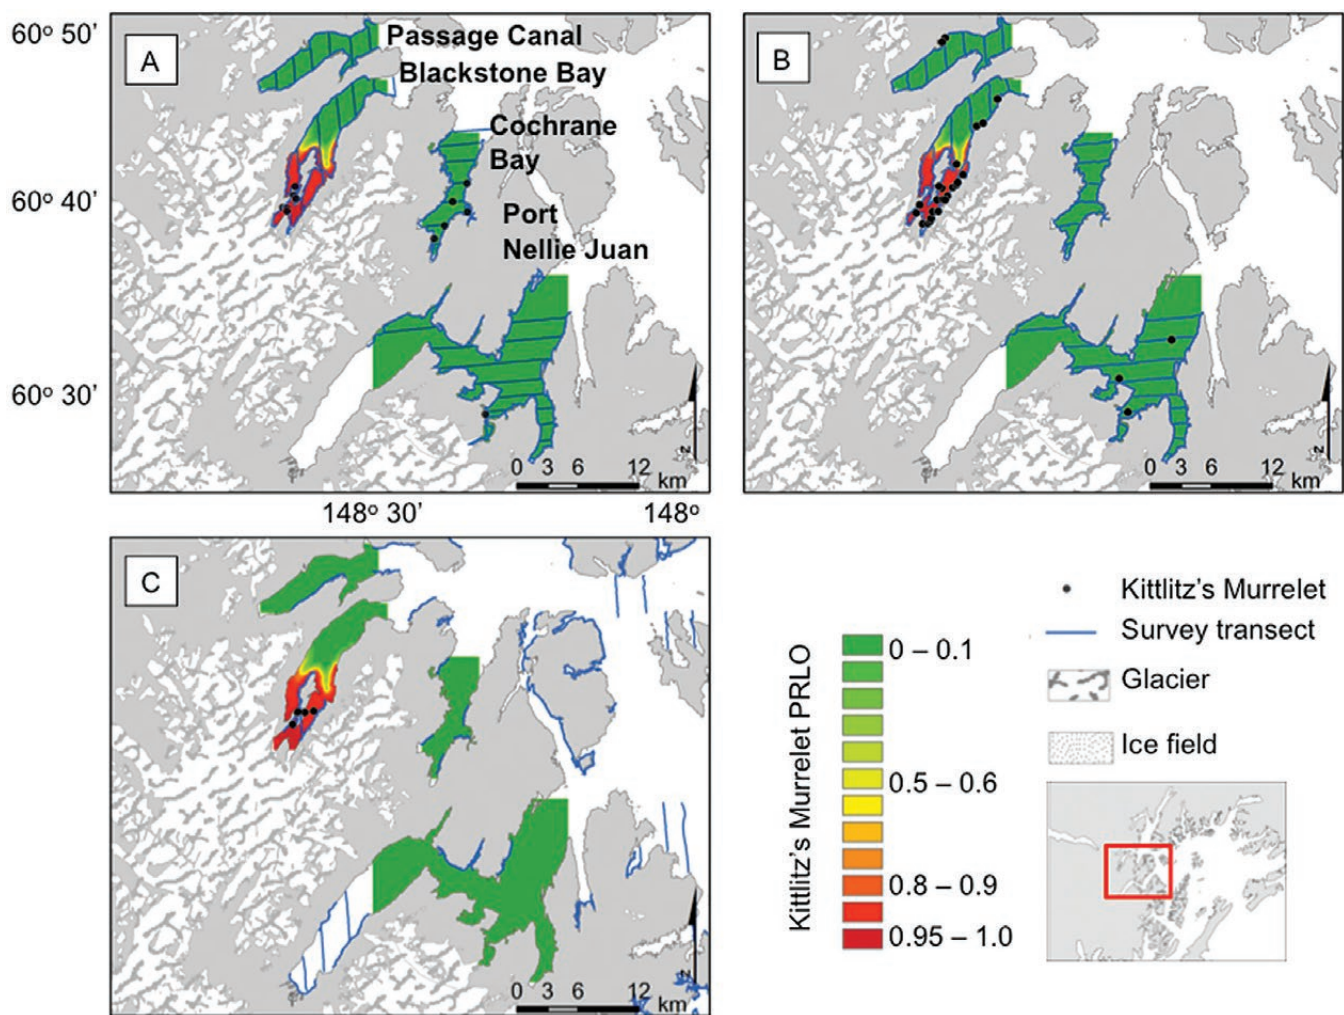 60° 50'
A
Passage Canal
Blackstone Bay
Cochrane
Bay
60° 40'
Port
Nellie Juan
60° 30'
0 3 6 12
km
z
B
0 3 6 12
km
z
148° 30'
148°
C
0 3 6 12
km
z
Kittlitz's Murrelet PRLO
0 – 0.1
0.5 – 0.6
0.8 – 0.9
0.95 – 1.0
Kittlitz's Murrelet
Survey transect
Glacier
Ice field